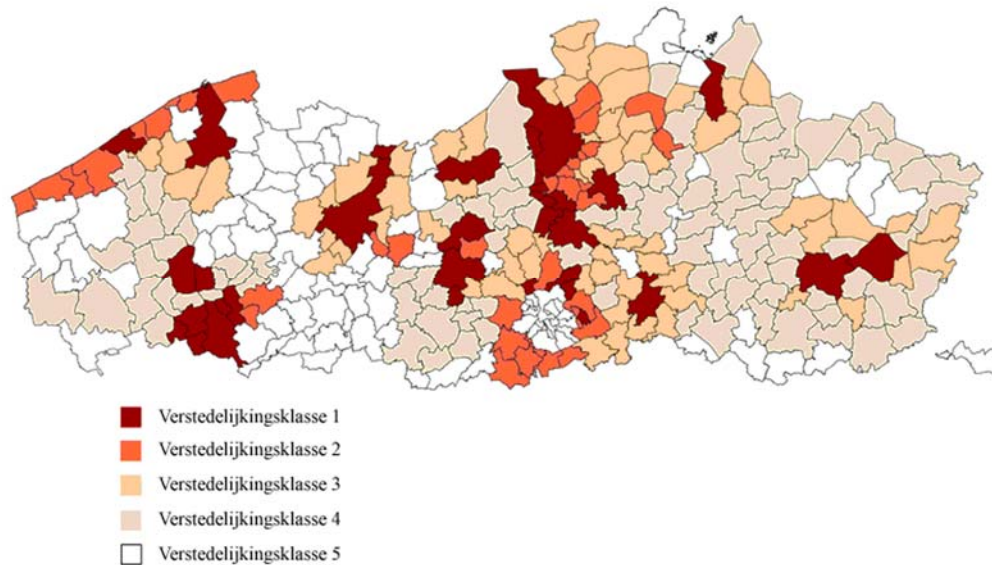 Verstedelijkingsklasse 1
Verstedelijkingsklasse 2
Verstedelijkingsklasse 3
Verstedelijkingsklasse 4
Verstedelijkingsklasse 5